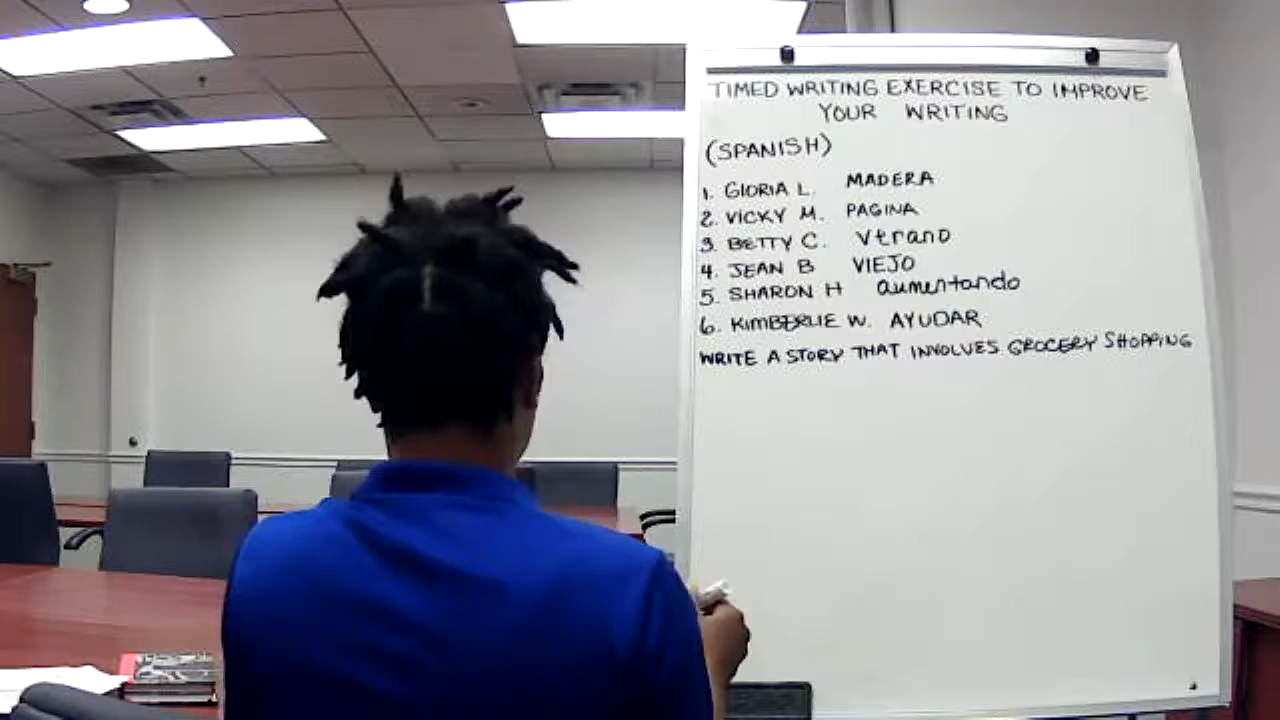 TIMED WRITING EXERCISE TO IMPROVE
YOUR WRITING
(SPANISH)
1. GlORIA L. MADERA
2. VICKY M. PAGINA
3. BETTY C. Vtrano
4. JEAN B VIEJO
5. SHARON H aumentando
6. KIMBERLIE W. AYUDAR
WRITE A STORY THAT INVOLVES GROCERY SHOPPING